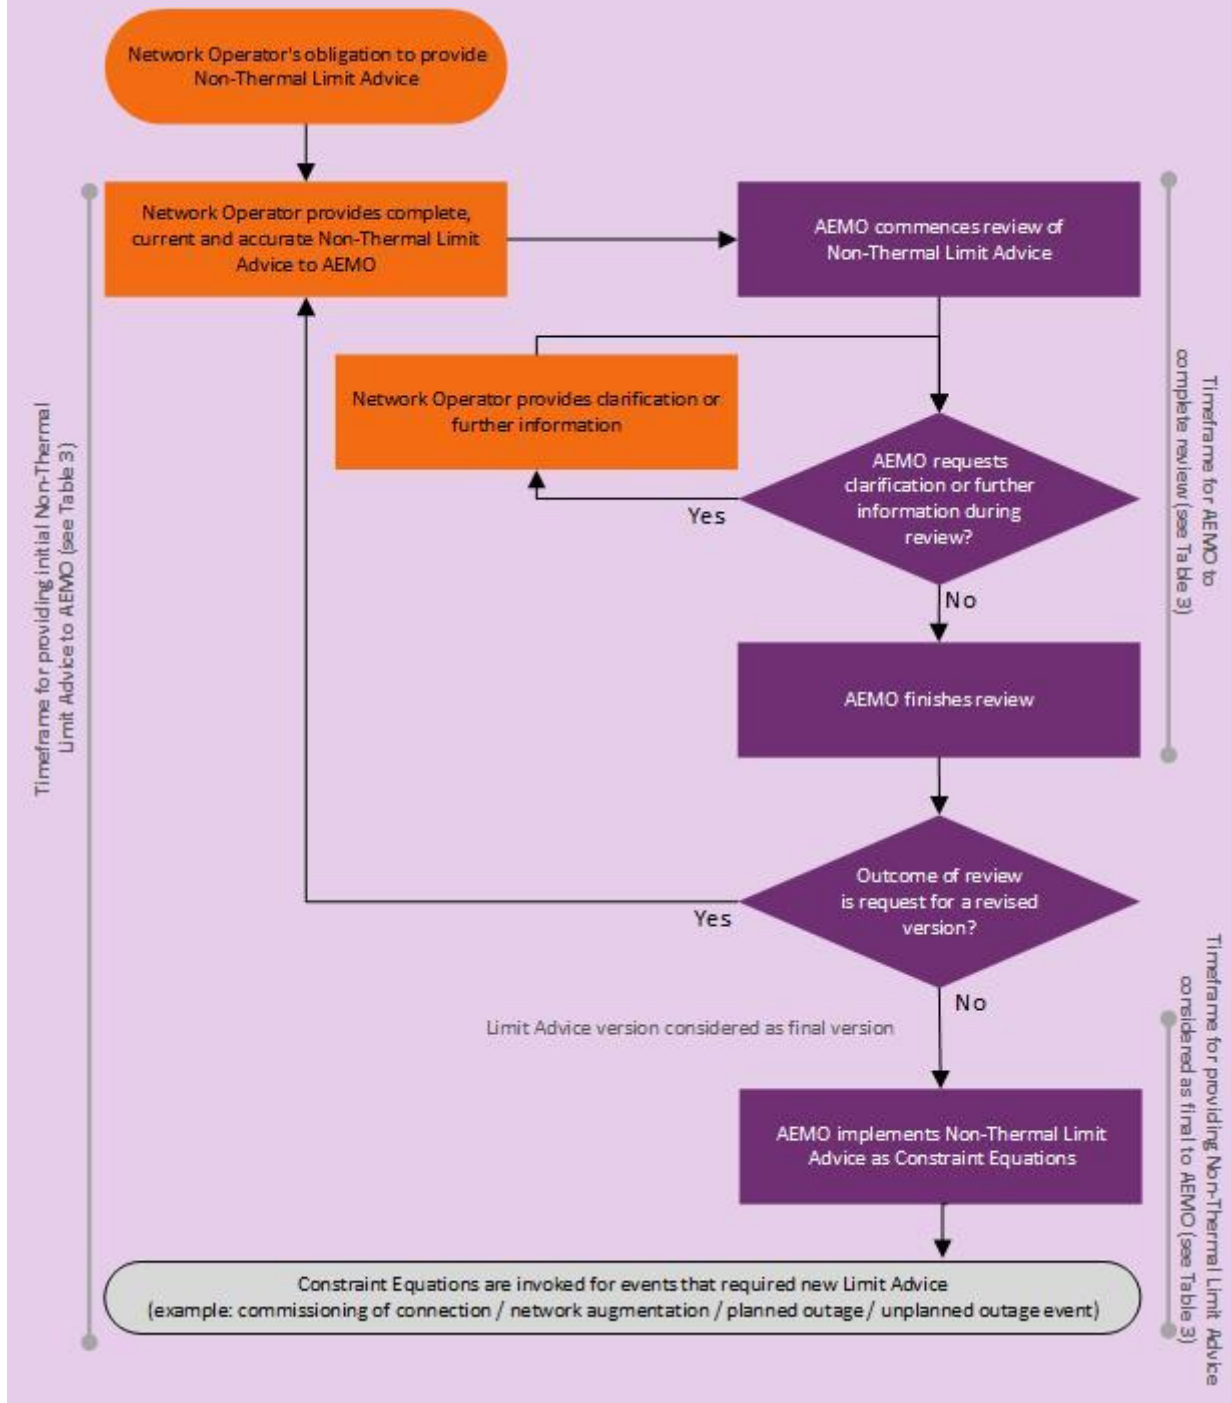 Network Operator's obligation to provide
Non-Thermal Limit Advice
Network Operator provides complete,
current and accurate Non-Thermal Limit
Advice to AEMO
AEMO commences review of
Non-Thermal Limit Advice
Network Operator provides clarification or
further information
AEMO requests
clarification or further
information during
review?
Yes
No
Timeframe for AEMO to
complete review (see Table 3)
Timeframe for providing initial Non-Thermal
Limit Advice to AEMO (see Table 3)
AEMO finishes review
Outcome of review
is request for a revised
version?
Yes
No
Limit Advice version considered as final version
Timeframe for providing Non-Thermal Limit Advice
considered as final to AEMO (see Table 3)
AEMO implements Non-Thermal Limit
Advice as Constraint Equations
Constraint Equations are invoked for events that required new Limit Advice
(example: commissioning of connection / network augmentation / planned outage / unplanned outage event)